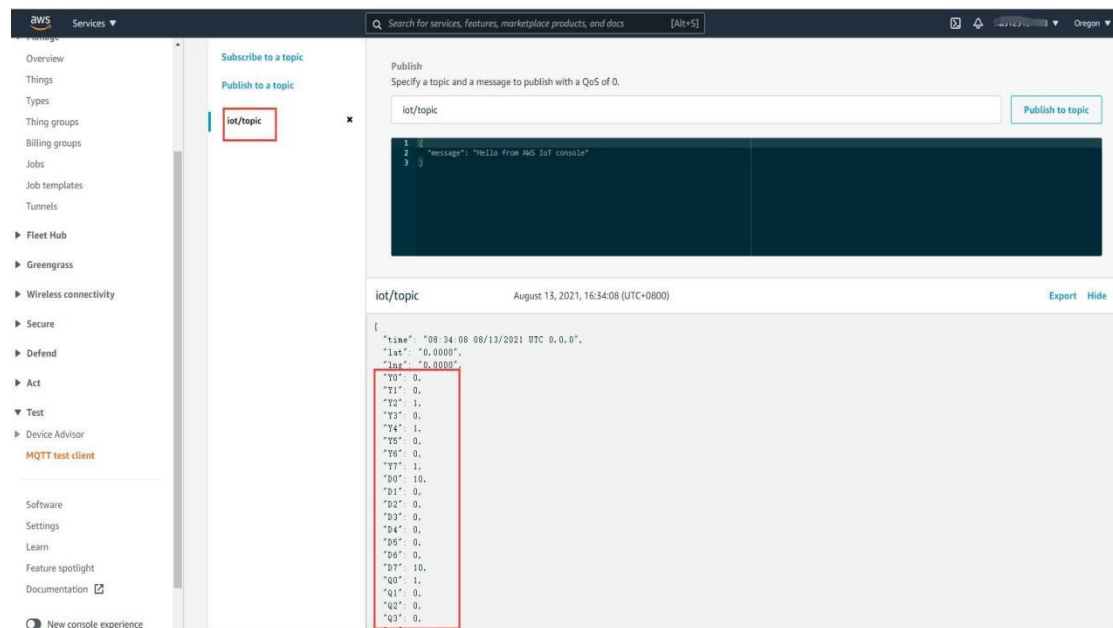 aws
Services ▼
Search for services, features, marketplace products, and docs [Alt+S]
Oregon ▼
Manage
Overview
Things
Types
Thing groups
Billing groups
Jobs
Job templates
Tunnels
Fleet Hub
Greengrass
Wireless connectivity
Secure
Defend
Act
Test
Device Advisor
MQTT test client
Software
Settings
Learn
Feature spotlight
Documentation
New console experience
Subscribe to a topic
Publish to a topic
iot/topic
Publish
Specify a topic and a message to publish with a QoS of 0.
iot/topic
Publish to topic
1 {
2 "message": "Hello from AWS IoT console"
3 }
iot/topic August 13, 2021, 16:34:08 (UTC+0800) Export Hide
{
"time": "08:34:08 08/13/2021 UTC 0.0.0",
"lat": "0.0000",
"lng": "0.0000",
"Y0": 0,
"Y1": 0,
"Y2": 1,
"Y3": 0,
"Y4": 1,
"Y5": 0,
"Y6": 0,
"Y7": 1,
"D0": 10,
"D1": 0,
"D2": 0,
"D3": 0,
"D4": 0,
"D5": 0,
"D6": 0,
"D7": 10,
"Q0": 1,
"Q1": 0,
"Q2": 0,
"Q3": 0,